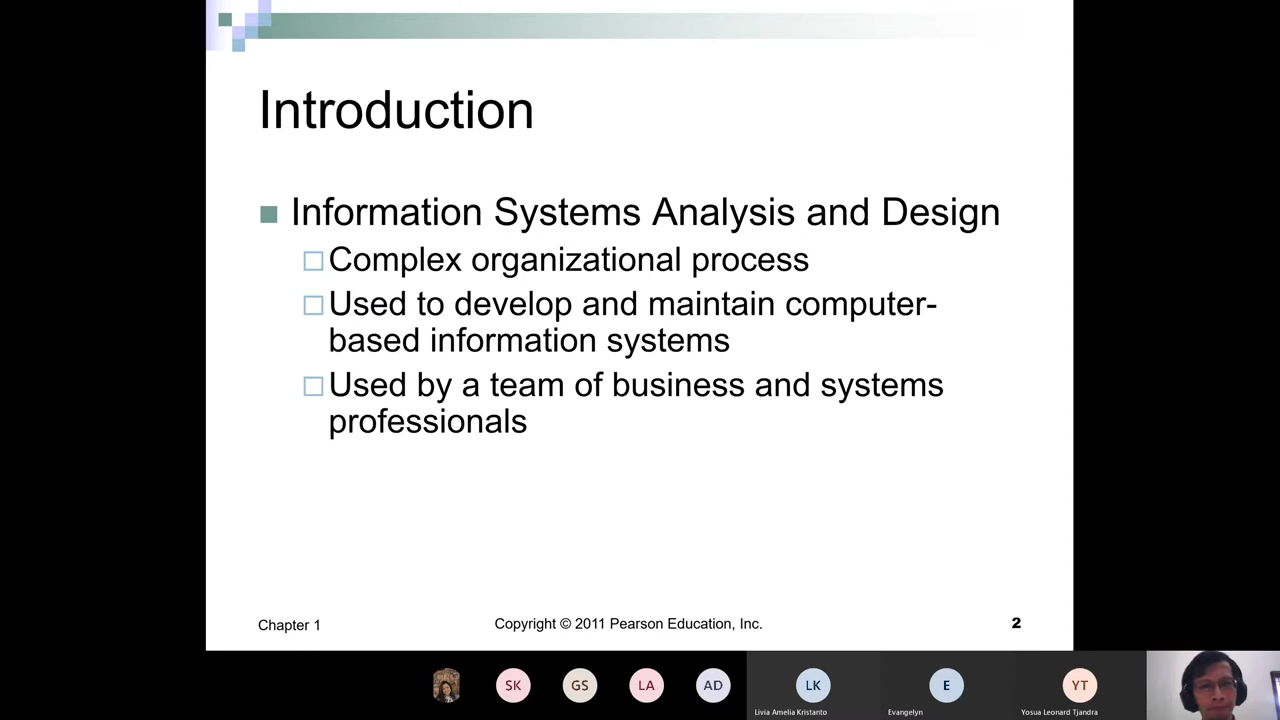 Introduction
Information Systems Analysis and Design
Complex organizational process
Used to develop and maintain computer-
based information systems
Used by a team of business and systems
professionals
Chapter 1
Copyright © 2011 Pearson Education, Inc.
2
SK
GS
LA
AD
LK
E
YT
Livia Amelia Kristanto
Evangelyn
Yosua Leonard Tjandra